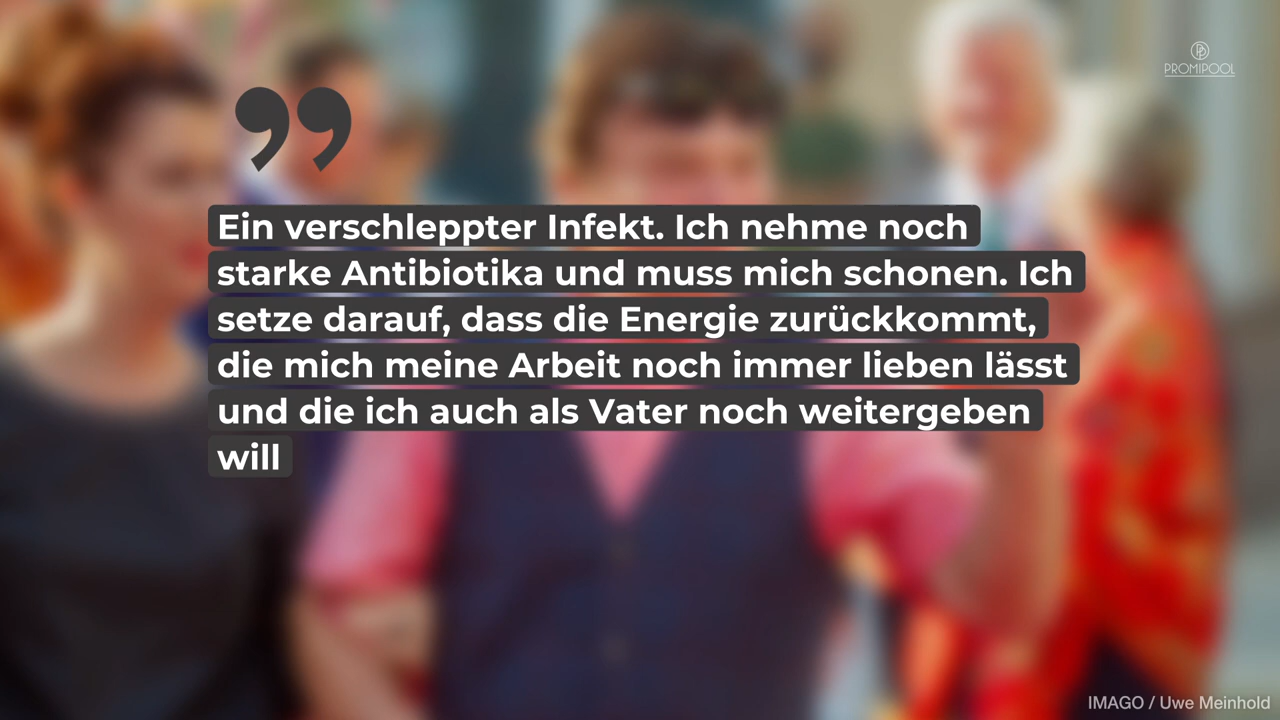 PROMIPOOL
”
Ein verschleppter Infekt. Ich nehme noch
starke Antibiotika und muss mich schonen. Ich
setze darauf, dass die Energie zurückkommt,
die mich meine Arbeit noch immer lieben lässt
und die ich auch als Vater noch weitergeben
will
IMAGO / Uwe Meinhold